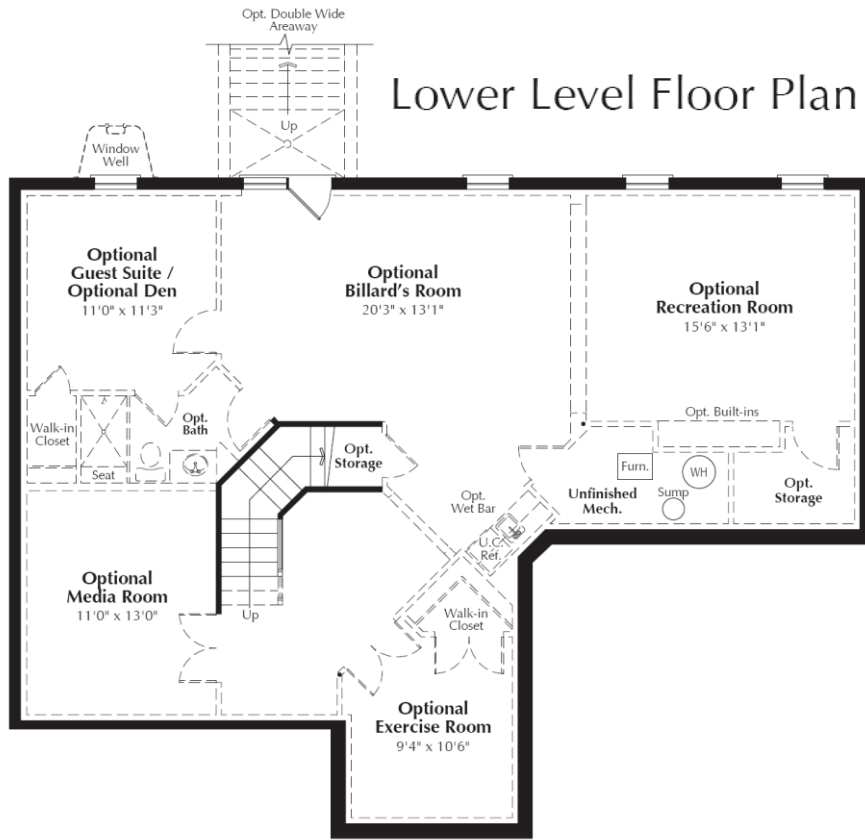 Opt. Double Wide
Areaway
Lower Level Floor Plan
Up
Window
Well
Optional
Guest Suite /
Optional Den
11'0" x 11'3"
Optional
Billard's Room
20'3" x 13'1"
Optional
Recreation Room
15'6" x 13'1"
Walk-in
Closet
Seat
Opt.
Bath
Opt.
Storage
Opt. Built-ins
Furn.
WH
Unfinished
Mech.
Sump
Opt.
Storage
Opt.
Wet Bar
U.C.
Ref.
Optional
Media Room
11'0" x 13'0"
Up
Walk-in
Closet
Optional
Exercise Room
9'4" x 10'6"